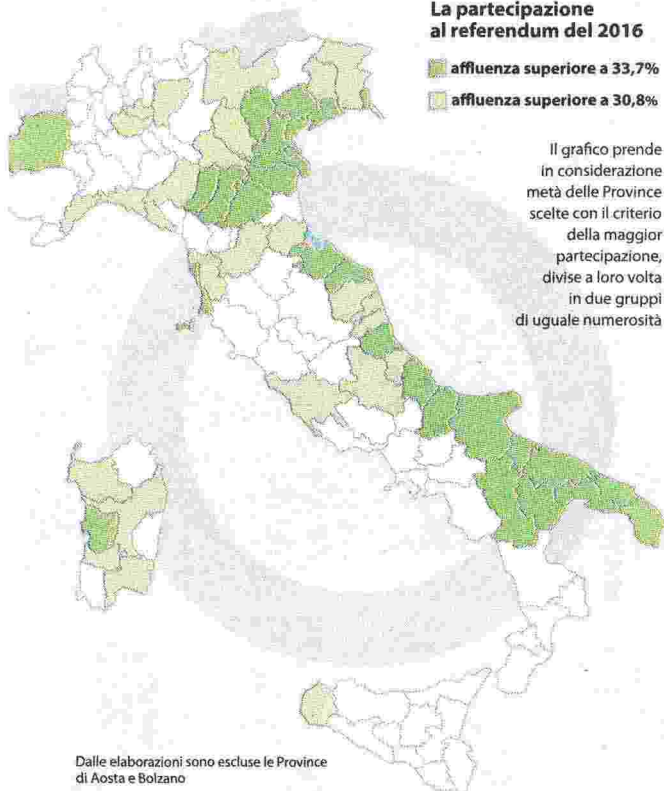 La partecipazione
al referendum del 2016
affluenza superiore a 33,7%
affluenza superiore a 30,8%
Il grafico prende
in considerazione
metà delle Province
scelte con il criterio
della maggior
partecipazione,
divise a loro volta
in due gruppi
di uguale numerosità
Dalle elaborazioni sono escluse le Province
di Aosta e Bolzano